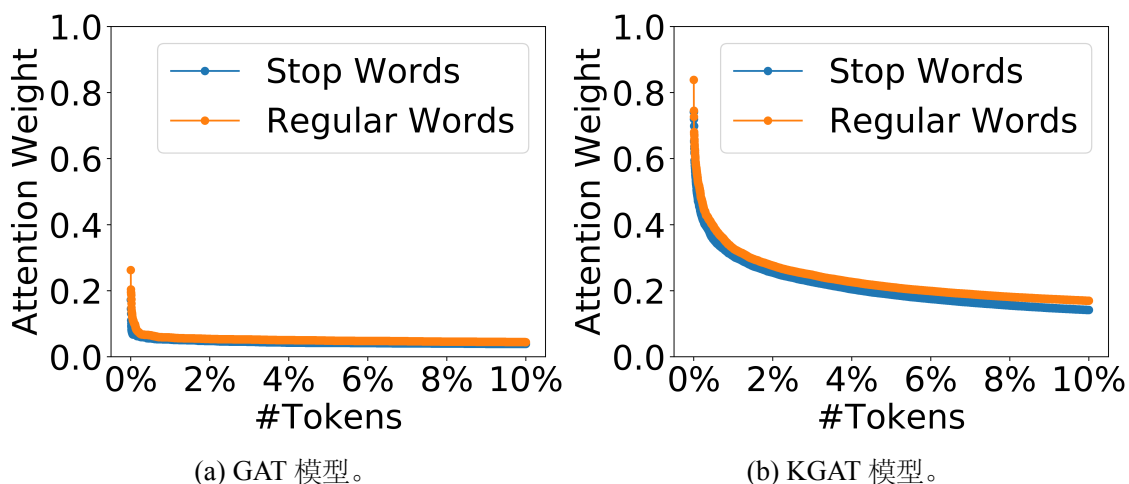 Attention Weight
1.0
0.8
0.6
0.4
0.2
0.0
Stop Words
Regular Words
0% 2% 4% 6% 8% 10%
#Tokens
(a) GAT 模型。
Attention Weight
1.0
0.8
0.6
0.4
0.2
0.0
Stop Words
Regular Words
0% 2% 4% 6% 8% 10%
#Tokens
(b) KGAT 模型。